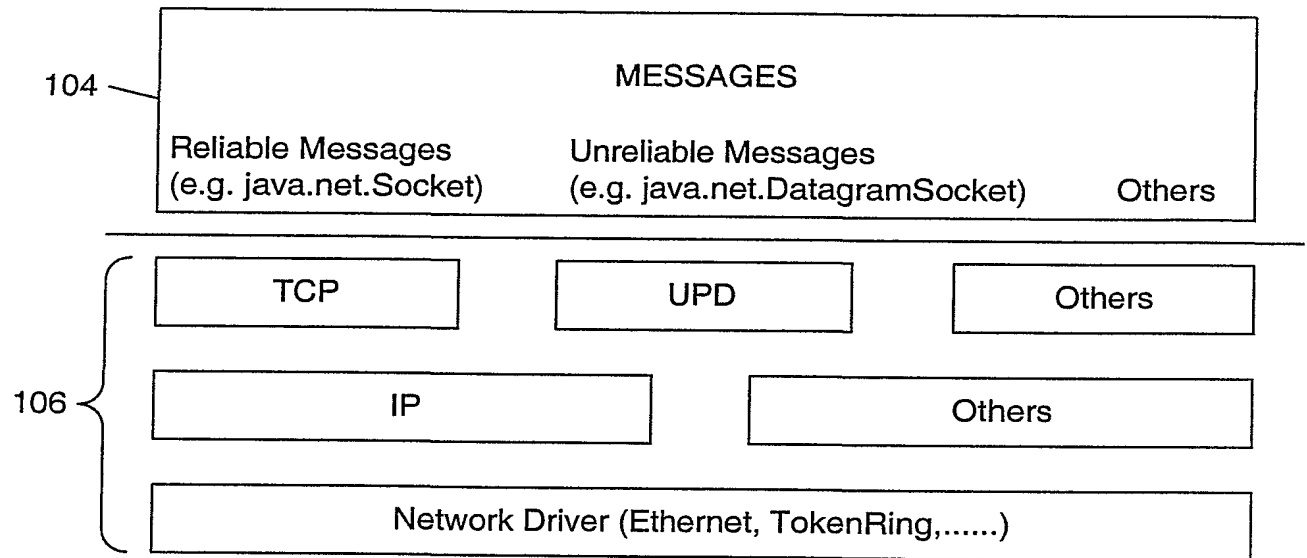 104
MESSAGES
Reliable Messages
(e.g. java.net.Socket)
Unreliable Messages
(e.g. java.net.DatagramSocket)
Others
106
TCP
UPD
Others
IP
Others
Network Driver (Ethernet, TokenRing,......)